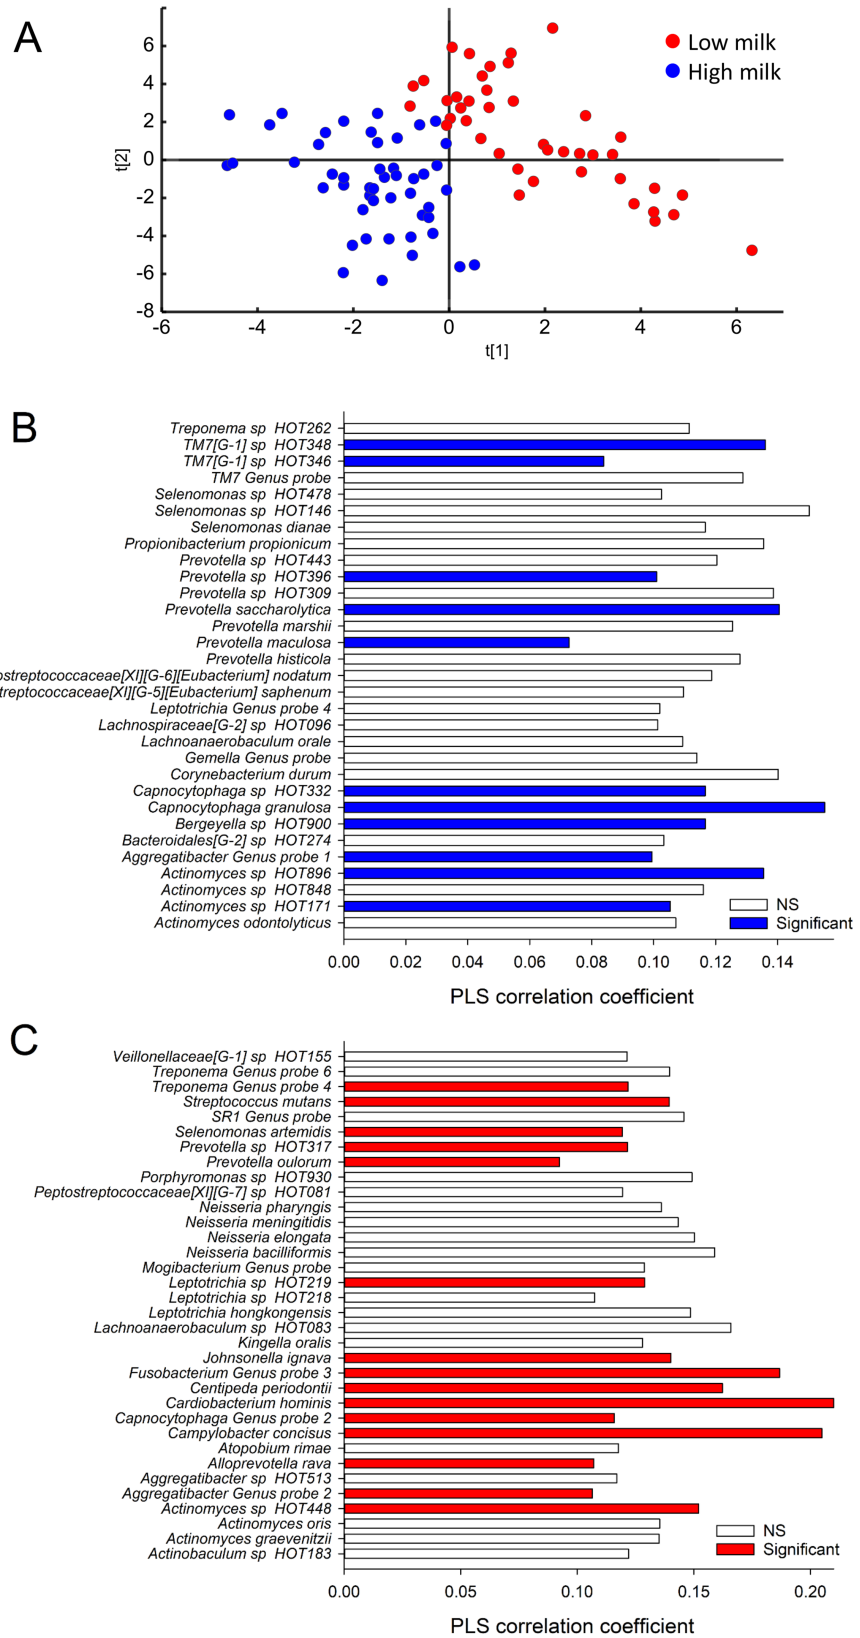 A
t[2]
6
4
2
0
-2
-4
-6
-8
-6
-4
-2
0
2
4
6
t[1]
Low milk
High milk
B
Treponema sp HOT262
TM7[G-1] sp HOT348
TM7[G-1] sp HOT346
TM7 Genus probe
Selenomonas sp HOT478
Selenomonas sp HOT146
Selenomonas dianae
Propionibacterium propionicum
Prevotella sp HOT443
Prevotella sp HOT396
Prevotella sp HOT309
Prevotella saccharolytica
Prevotella marshii
Prevotella maculosa
Prevotella histicola
ostreptococcaceae[XI][G-6][Eubacterium] nodatum
treptococcaceae[XI][G-5][Eubacterium] saphenum
Leptotrichia Genus probe 4
Lachnospiraceae[G-2] sp HOT096
Lachnoanaerobaculum orale
Gemella Genus probe
Corynebacterium durum
Capnocytophaga sp HOT332
Capnocytophaga granulosa
Bergeyella sp HOT900
Bacteroidales[G-2] sp HOT274
Aggregatibacter Genus probe 1
Actinomyces sp HOT896
Actinomyces sp HOT848
Actinomyces sp HOT171
Actinomyces odontolyticus
NS
Significant
0.00 0.02 0.04 0.06 0.08 0.10 0.12 0.14
PLS correlation coefficient
C
Veillonellaceae[G-1] sp HOT155
Treponema Genus probe 6
Treponema Genus probe 4
Streptococcus mutans
SR1 Genus probe
Selenomonas artemidis
Prevotella sp HOT317
Prevotella oulorum
Porphyromonas sp HOT930
Peptostreptococcaceae[XI][G-7] sp HOT081
Neisseria pharyngis
Neisseria meningitidis
Neisseria elongata
Neisseria bacilliformis
Mogibacterium Genus probe
Leptotrichia sp HOT219
Leptotrichia sp HOT218
Leptotrichia hongkongensis
Lachnoanaerobaculum sp HOT083
Kingella oralis
Johnsonella ignava
Fusobacterium Genus probe 3
Centipeda periodontii
Cardiobacterium hominis
Capnocytophaga Genus probe 2
Campylobacter concisus
Atopobium rimae
Alloprevotella rava
Aggregatibacter sp HOT513
Aggregatibacter Genus probe 2
Actinomyces sp HOT448
Actinomyces oris
Actinomyces graevenitzii
Actinobaculum sp HOT183
NS
Significant
0.00 0.05 0.10 0.15 0.20
PLS correlation coefficient